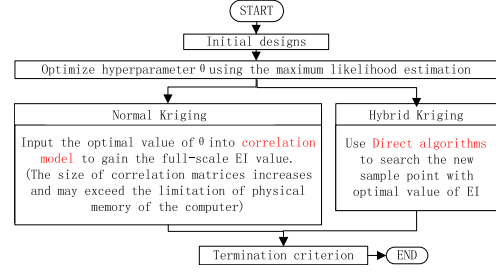 START
Initial designs
Optimize hyperparameter θ using the maximum likelihood estimation
Normal Kriging
Input the optimal value of θ into correlation
model to gain the full-scale EI value.
(The size of correlation matrices increases
and may exceed the limitation of physical
memory of the computer)
Hybrid Kriging
Use Direct algorithms
to search the new
sample point with
optimal value of EI
Termination criterion
END